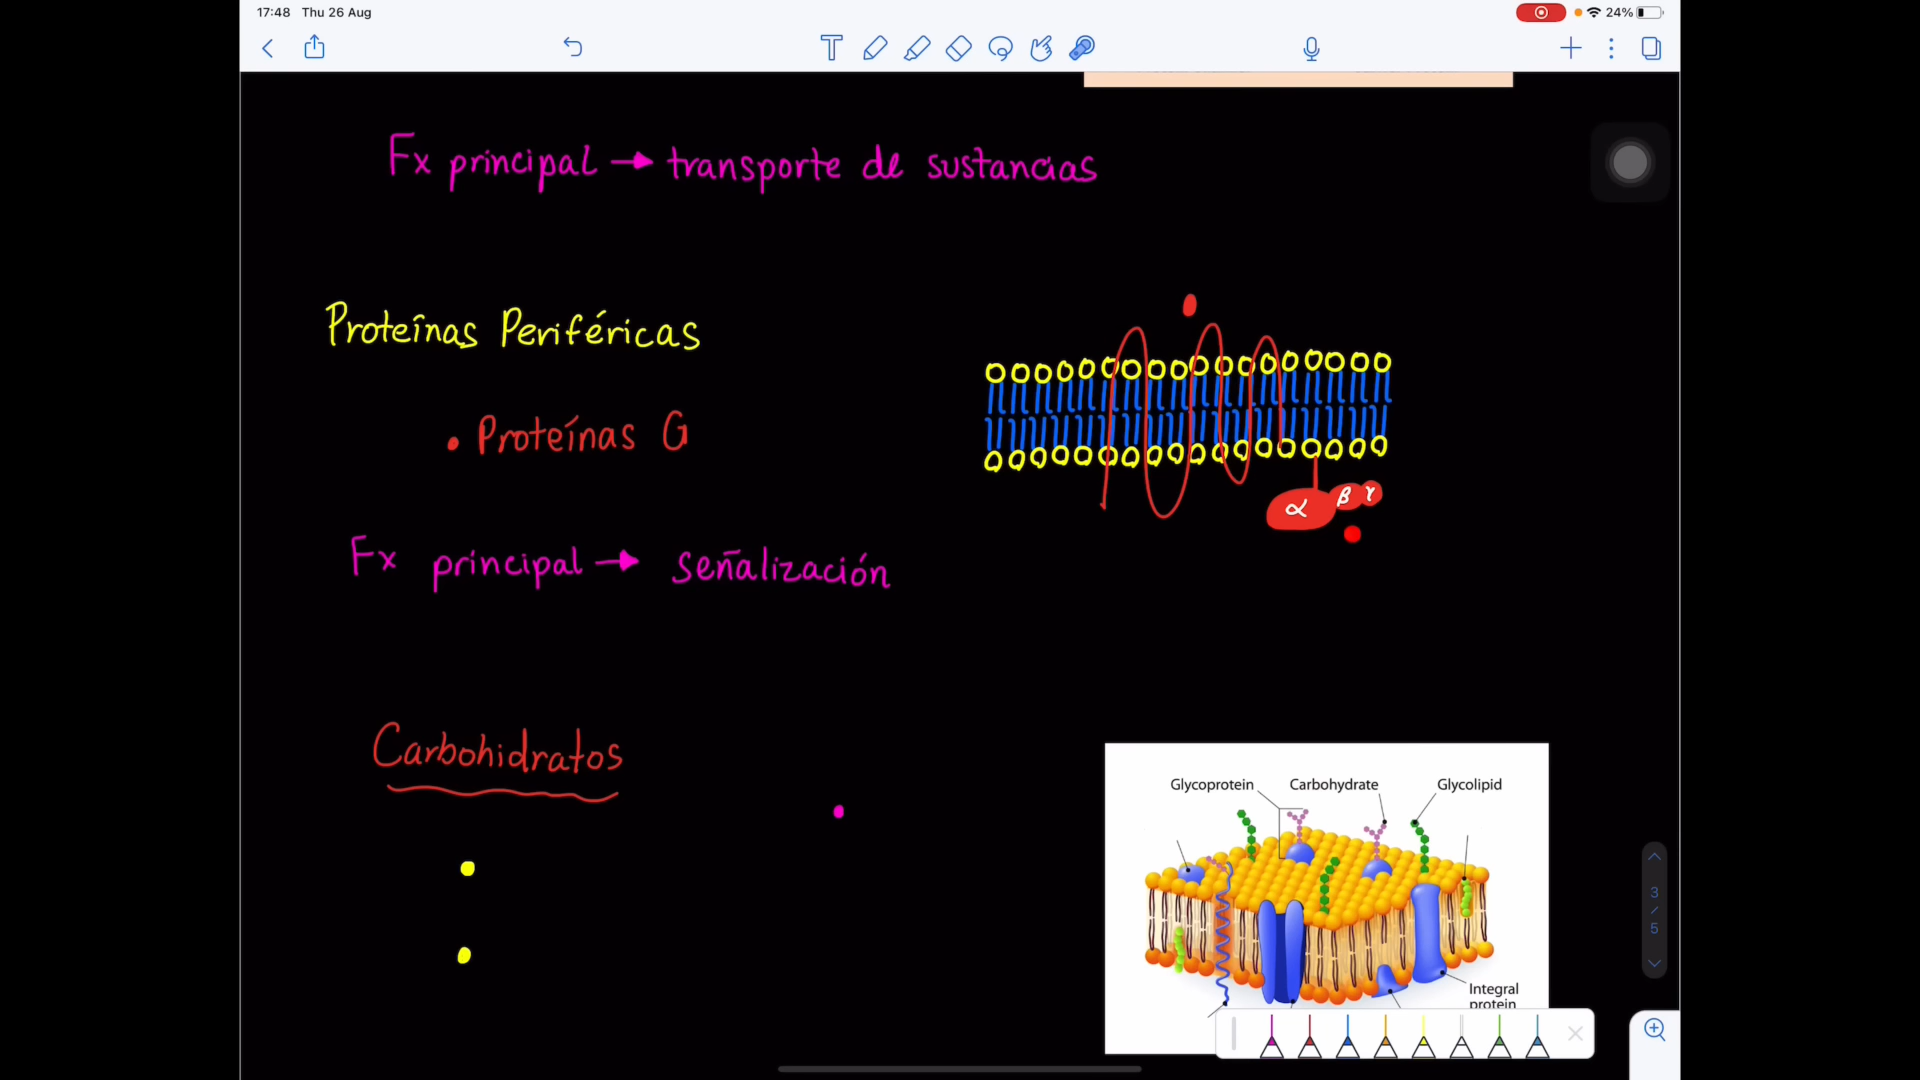 17:48 Thu 26 Aug
24%
Fx principal → transporte de sustancias
Proteínas Periféricas
• Proteínas G
α β γ
Fx principal → señalización
Carbohidratos
Glycoprotein Carbohydrate Glycolipid
Integral
protein
3
/
5